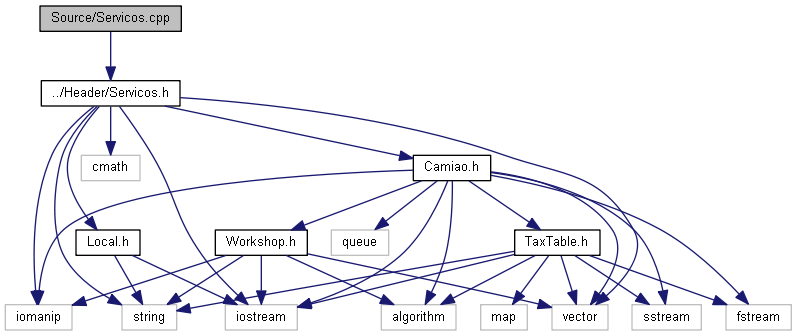 Source/Servicos.cpp
../Header/Servicos.h
cmath
Camiao.h
Local.h
Workshop.h
queue
TaxTable.h
iomanip
string
iostream
algorithm
map
vector
sstream
fstream